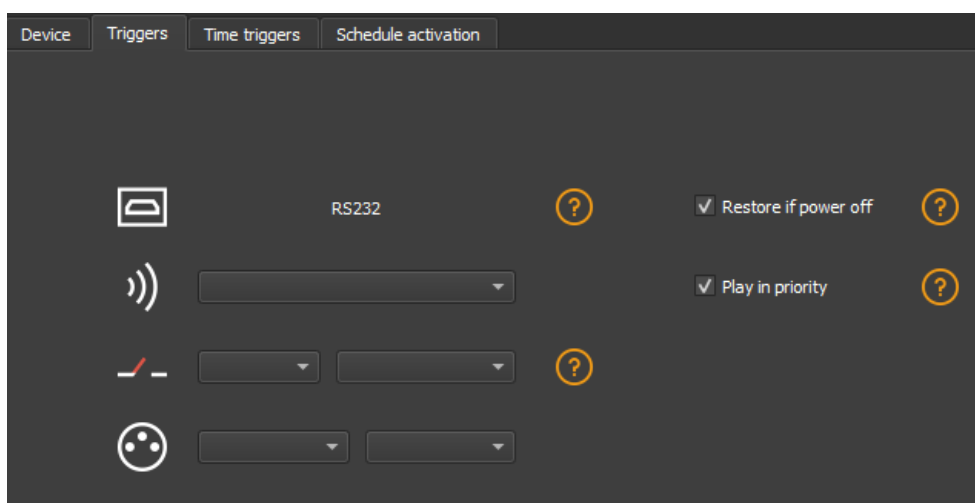 Device
Triggers
Time triggers
Schedule activation
RS232
?
Restore if power off
?
Play in priority
?
?